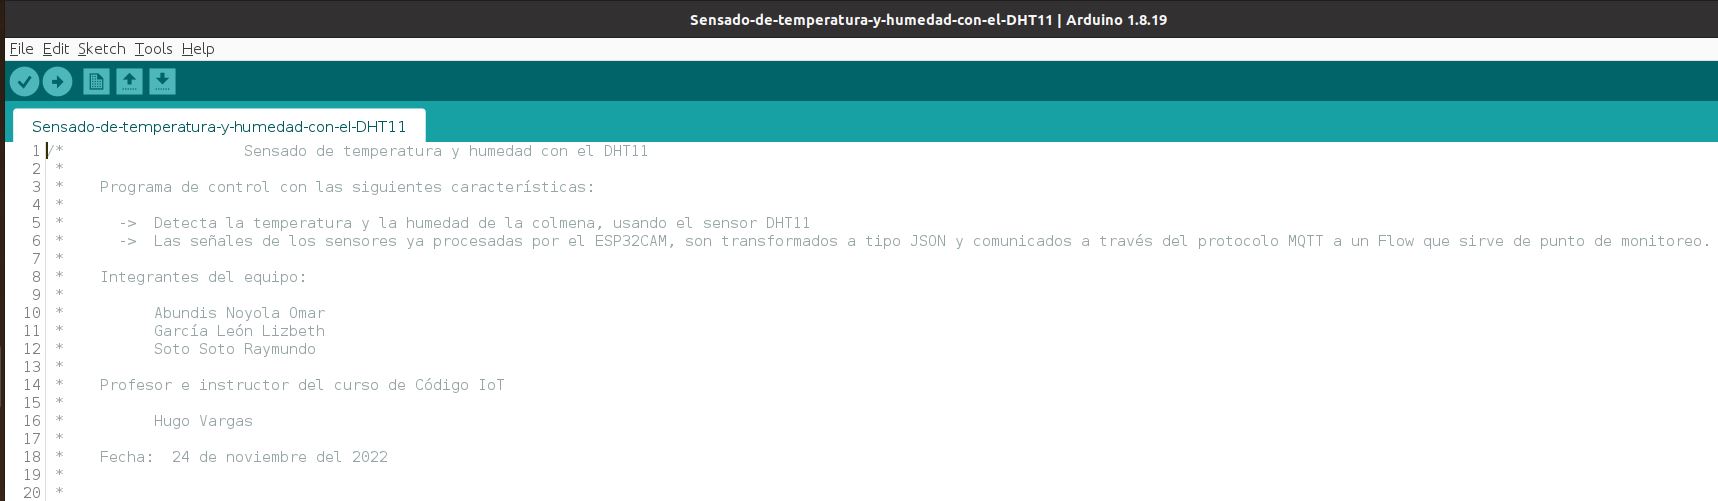 Sensado-de-temperatura-y-humedad-con-el-DHT11 | Arduino 1.8.19
File Edit Sketch Tools Help
Sensado-de-temperatura-y-humedad-con-el-DHT11
1 /* Sensado de temperatura y humedad con el DHT11
2 *
3 * Programa de control con las siguientes características:
4 *
5 * -> Detecta la temperatura y la humedad de la colmena, usando el sensor DHT11
6 * -> Las señales de los sensores ya procesadas por el ESP32CAM, son transformados a tipo JSON y comunicados a través del protocolo MQTT a un Flow que sirve de punto de monitoreo.
7 *
8 * Integrantes del equipo:
9 *
10 * Abundis Noyola Omar
11 * García León Lizbeth
12 * Soto Soto Raymundo
13 *
14 * Profesor e instructor del curso de Código IoT
15 *
16 * Hugo Vargas
17 *
18 * Fecha: 24 de noviembre del 2022
19 *
20 *